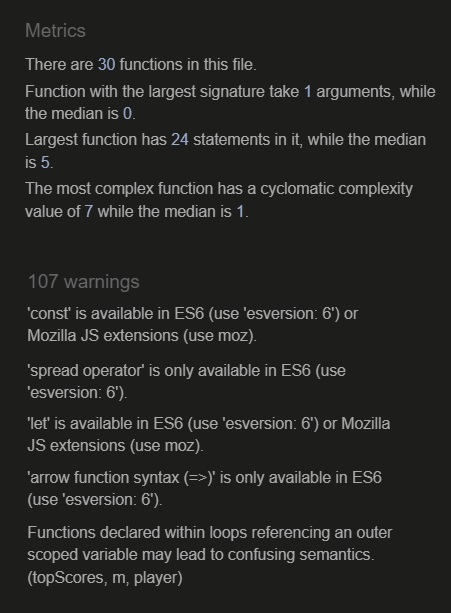 Metrics
There are 30 functions in this file.
Function with the largest signature take 1 arguments, while
the median is 0.
Largest function has 24 statements in it, while the median
is 5.
The most complex function has a cyclomatic complexity
value of 7 while the median is 1.
107 warnings
'const' is available in ES6 (use 'esversion: 6') or
Mozilla JS extensions (use moz).
'spread operator' is only available in ES6 (use
'esversion: 6').
'let' is available in ES6 (use 'esversion: 6') or Mozilla
JS extensions (use moz).
'arrow function syntax (=>)' is only available in ES6
(use 'esversion: 6').
Functions declared within loops referencing an outer
scoped variable may lead to confusing semantics.
(topScores, m, player)